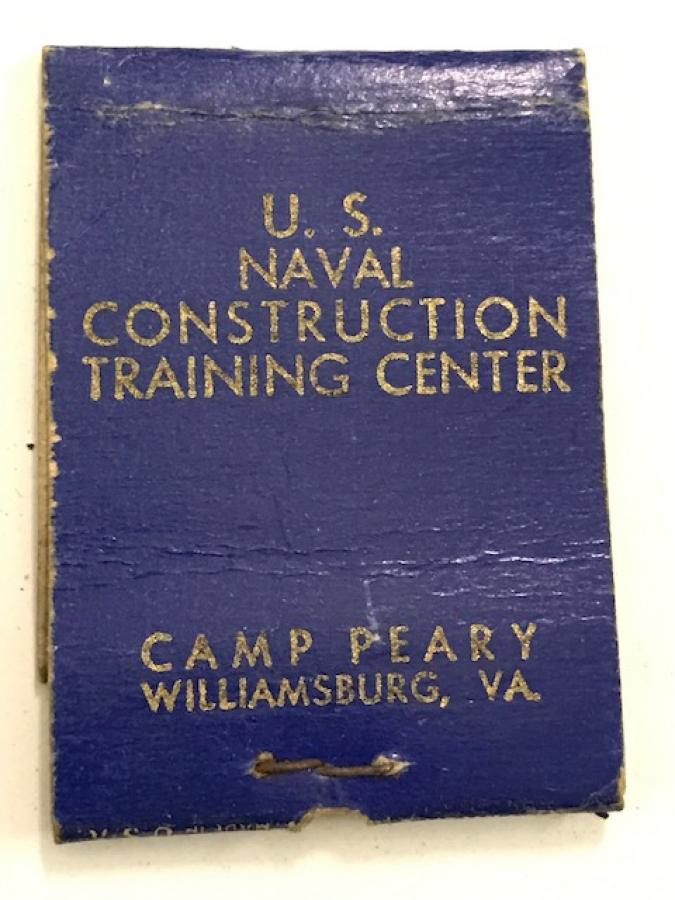 U. S.
NAVAL
CONSTRUCTION
TRAINING CENTER
CAMP PEARY
WILLIAMSBURG, VA.